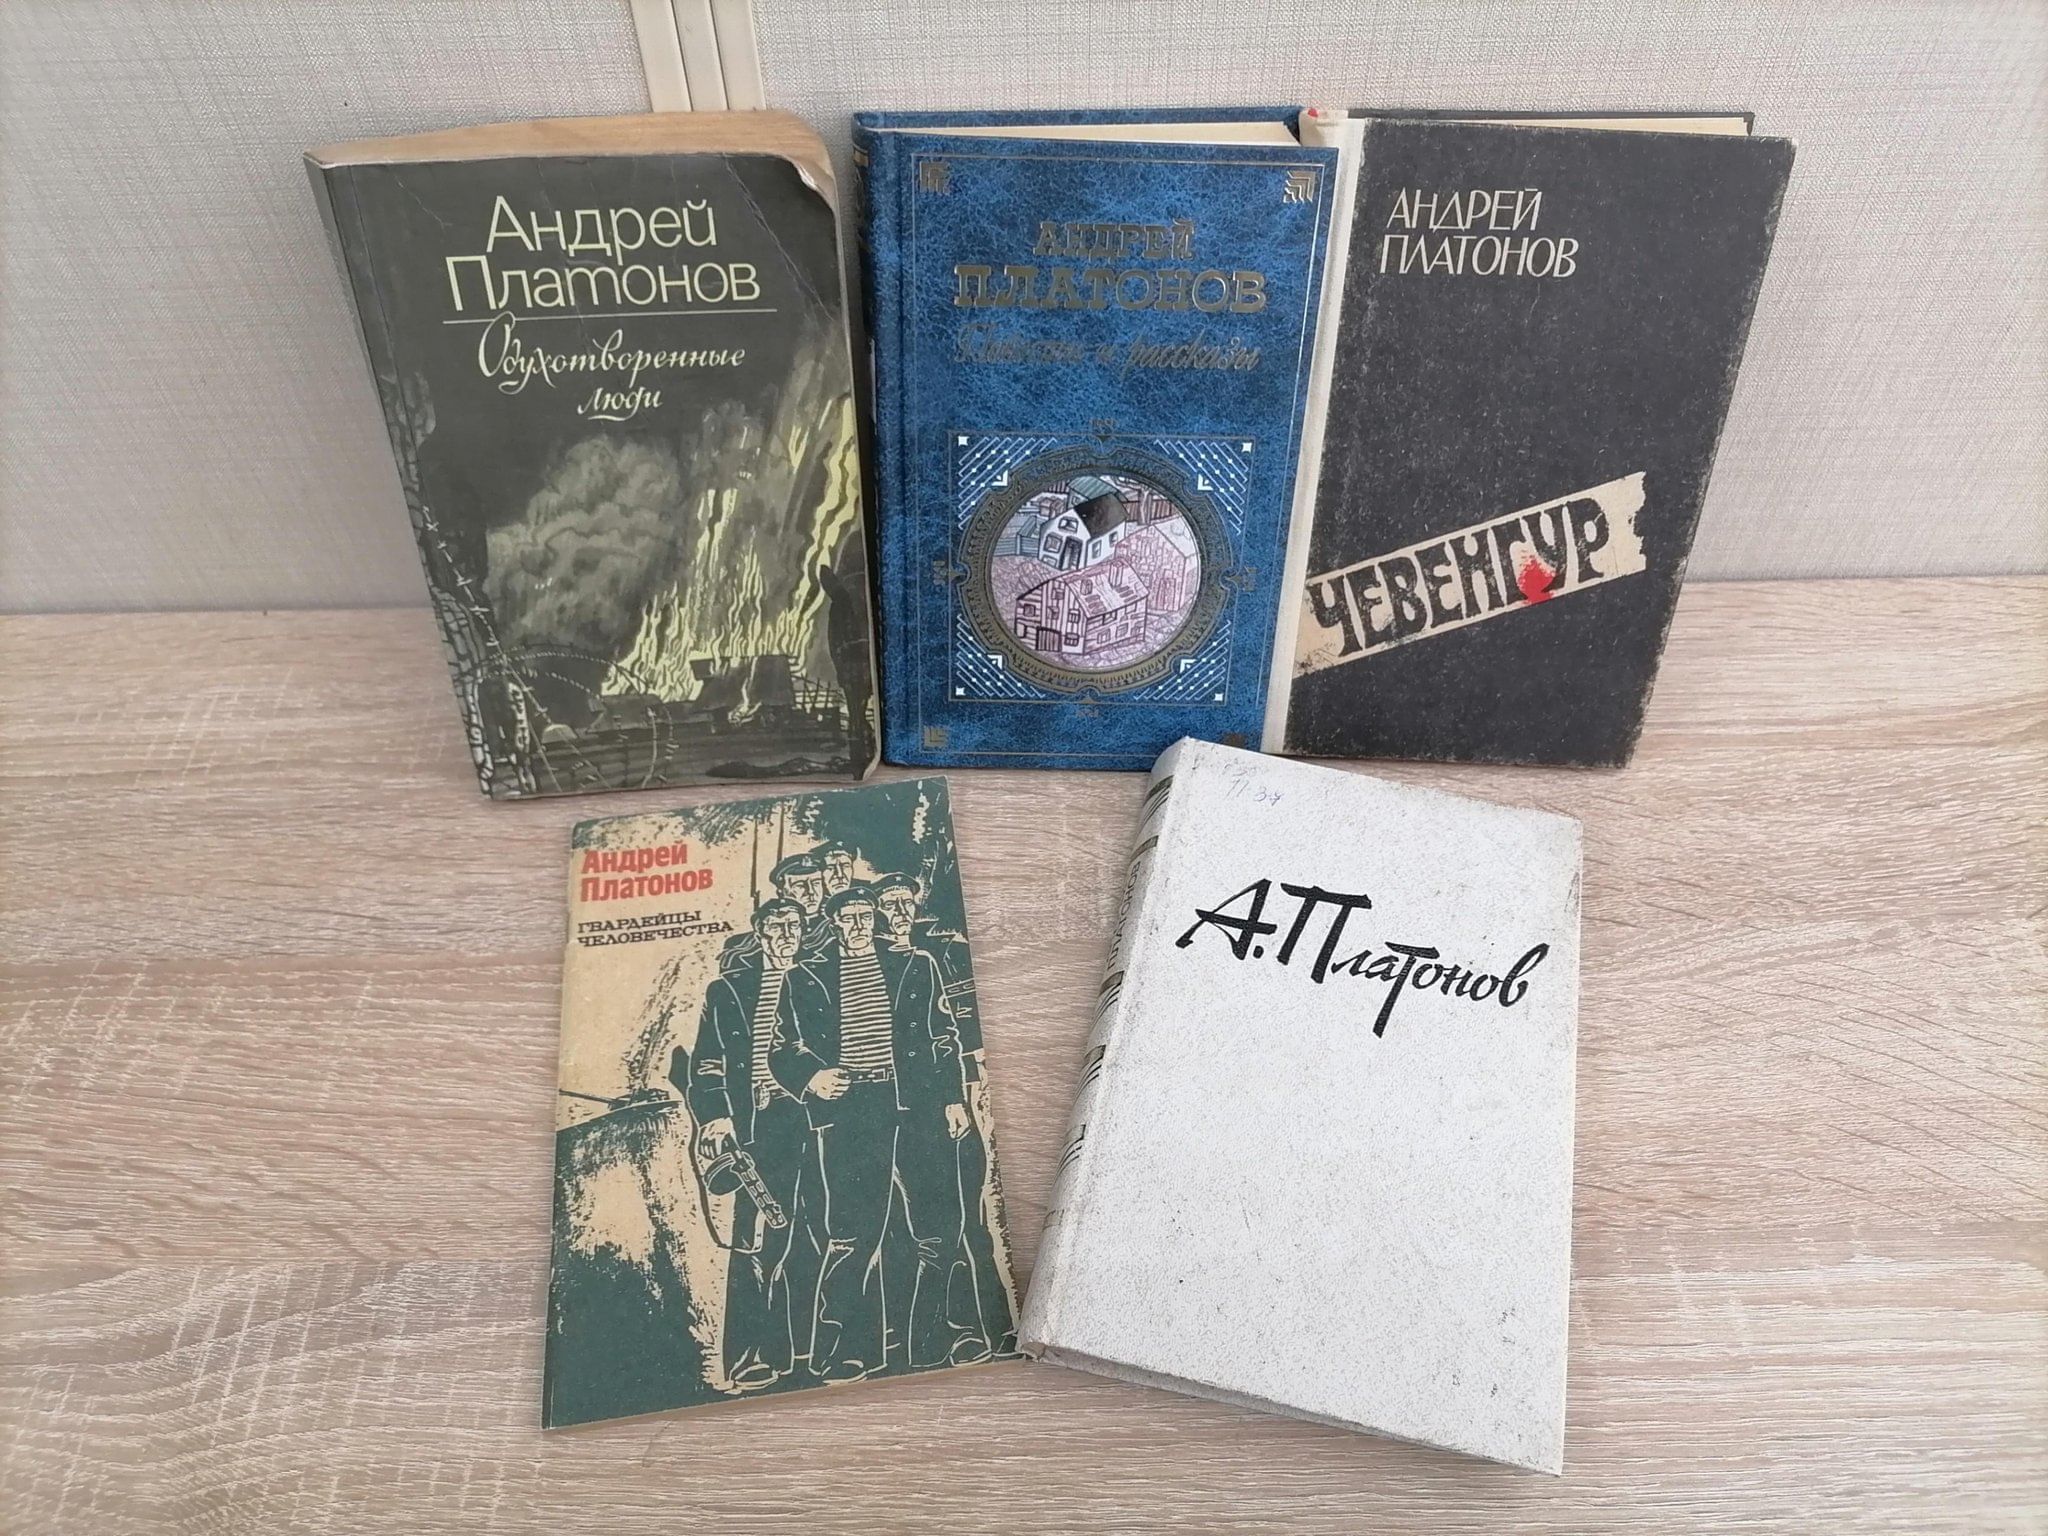 Андрей
Платонов
Одухотворенные
люди
АНДРЕЙ
ПЛАТОНОВ
Повести и рассказы
АНДРЕЙ
ПЛАТОНОВ
ЧЕВЕНГУР
Андрей
Платонов
ГВАРДЕЙЦЫ
ЧЕЛОВЕЧЕСТВА
А.Платонов